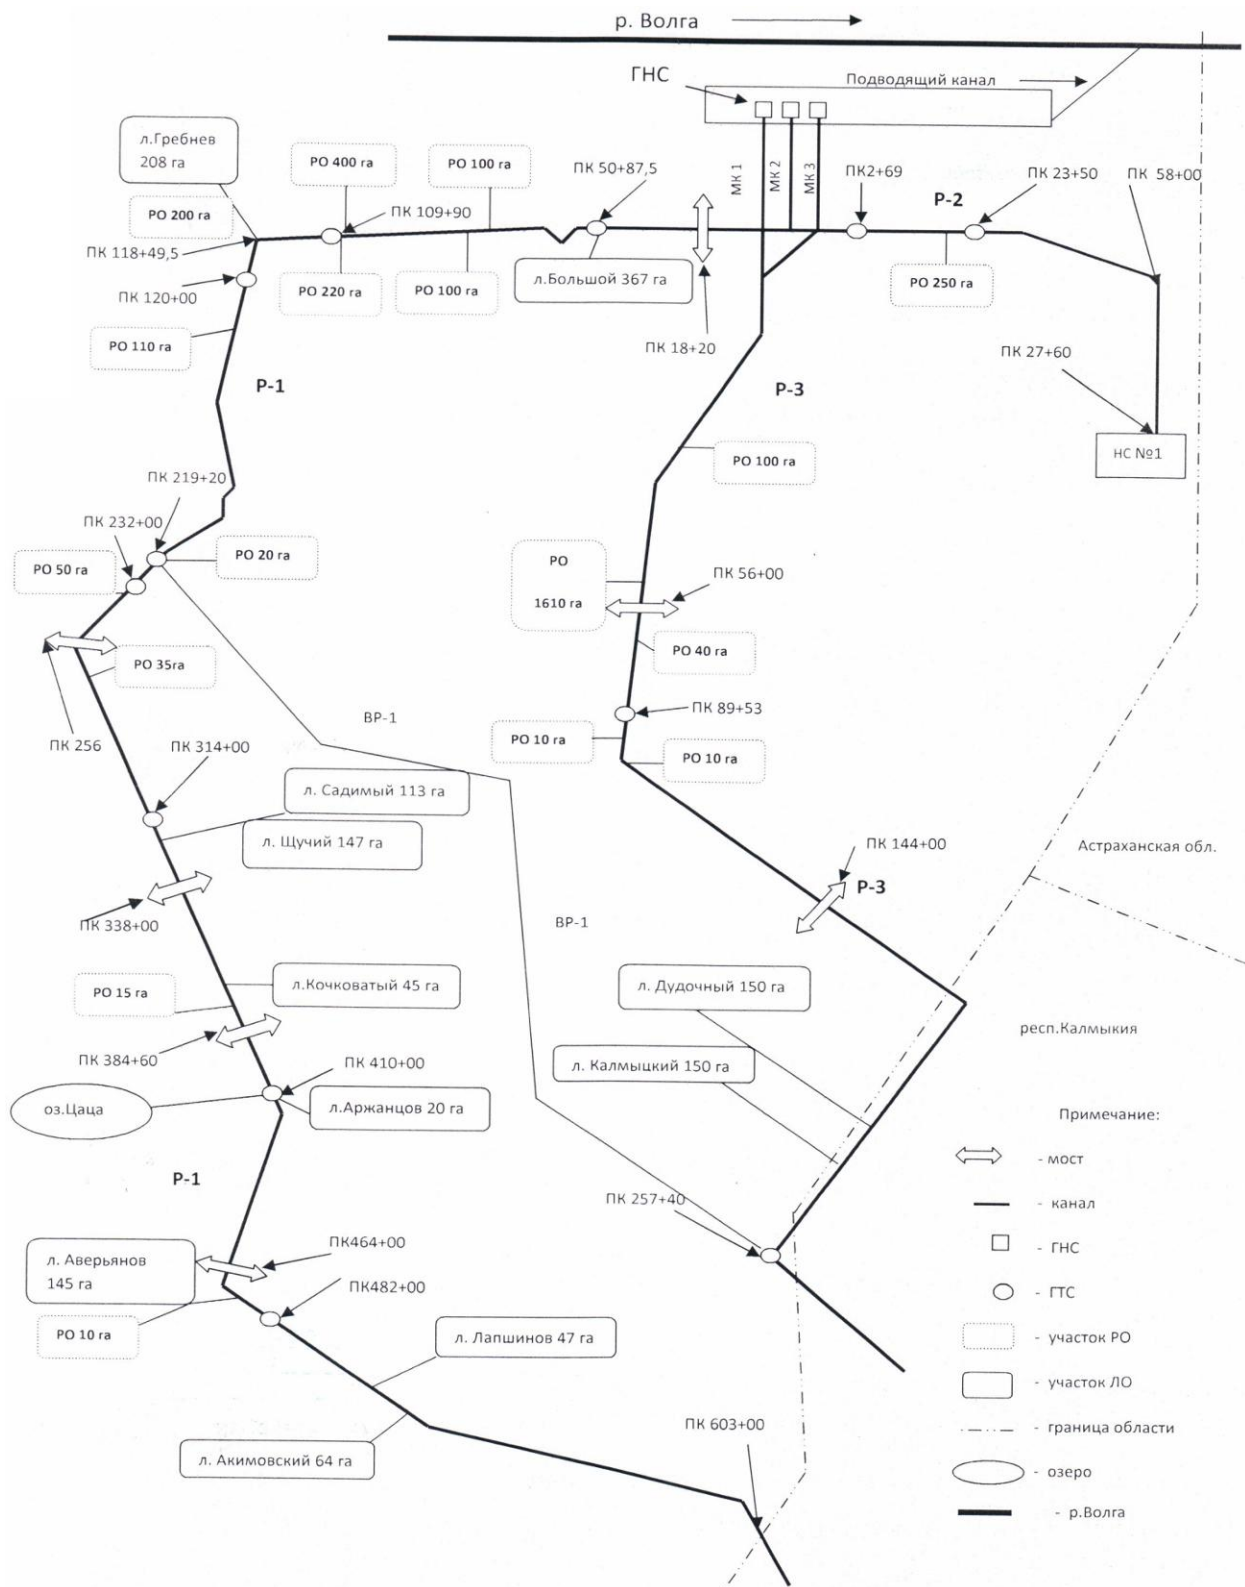 р. Волга
ГНС
Подводящий канал
л.Гребнев
208 га
РО 400 га
РО 100 га
ПК 50+87,5
МК 1
МК 2
МК 3
ПК2+69
ПК 23+50
ПК 58+00
Р-2
РО 200 га
ПК 109+90
ПК 118+49,5
л.Большой 367 га
РО 220 га
РО 100 га
РО 250 га
ПК 120+00
РО 110 га
ПК 18+20
ПК 27+60
Р-1
Р-3
НС №1
РО 100 га
ПК 219+20
ПК 232+00
РО 50 га
РО 20 га
РО
1610 га
ПК 56+00
РО 35га
РО 40 га
ПК 89+53
ВР-1
ПК 256
ПК 314+00
РО 10 га
РО 10 га
л. Садимый 113 га
л. Щучий 147 га
ПК 144+00
Астраханская обл.
Р-3
ПК 338+00
ВР-1
РО 15 га
л.Кочковатый 45 га
л. Дудочный 150 га
респ.Калмыкия
ПК 384+60
ПК 410+00
л. Калмыцкий 150 га
оз.Цаца
л.Аржанцов 20 га
Р-1
ПК 257+40
ПК464+00
л. Аверьянов
145 га
ПК482+00
РО 10 га
л. Лапшинов 47 га
л. Акимовский 64 га
ПК 603+00
Примечание:
- мост
- канал
- ГНС
- ГТС
- участок РО
- участок ЛО
- граница области
- озеро
- р.Волга